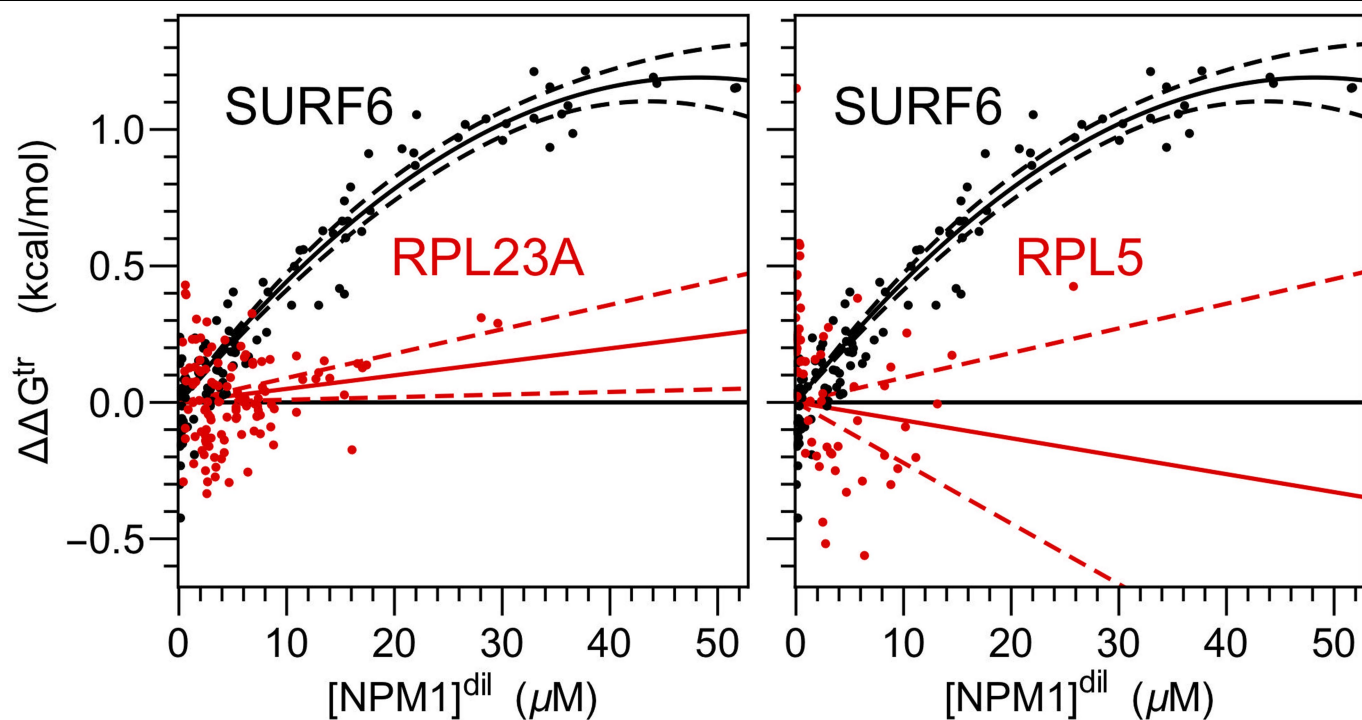 SURF6
SURF6
1.0
RPL23A
RPL5
0.5
0.0
−0.5
ΔΔG^tr (kcal/mol)
0 10 20 30 40 50
0 10 20 30 40 50
[NPM1]^dil (μM)
[NPM1]^dil (μM)